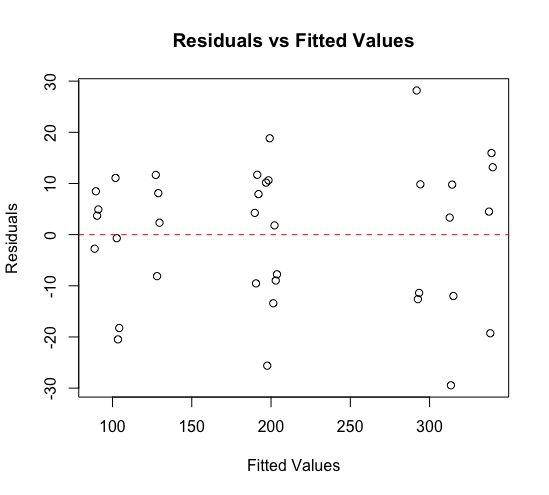 Residuals vs Fitted Values
30
20
10
0
-10
-20
-30
Residuals
100 150 200 250 300
Fitted Values